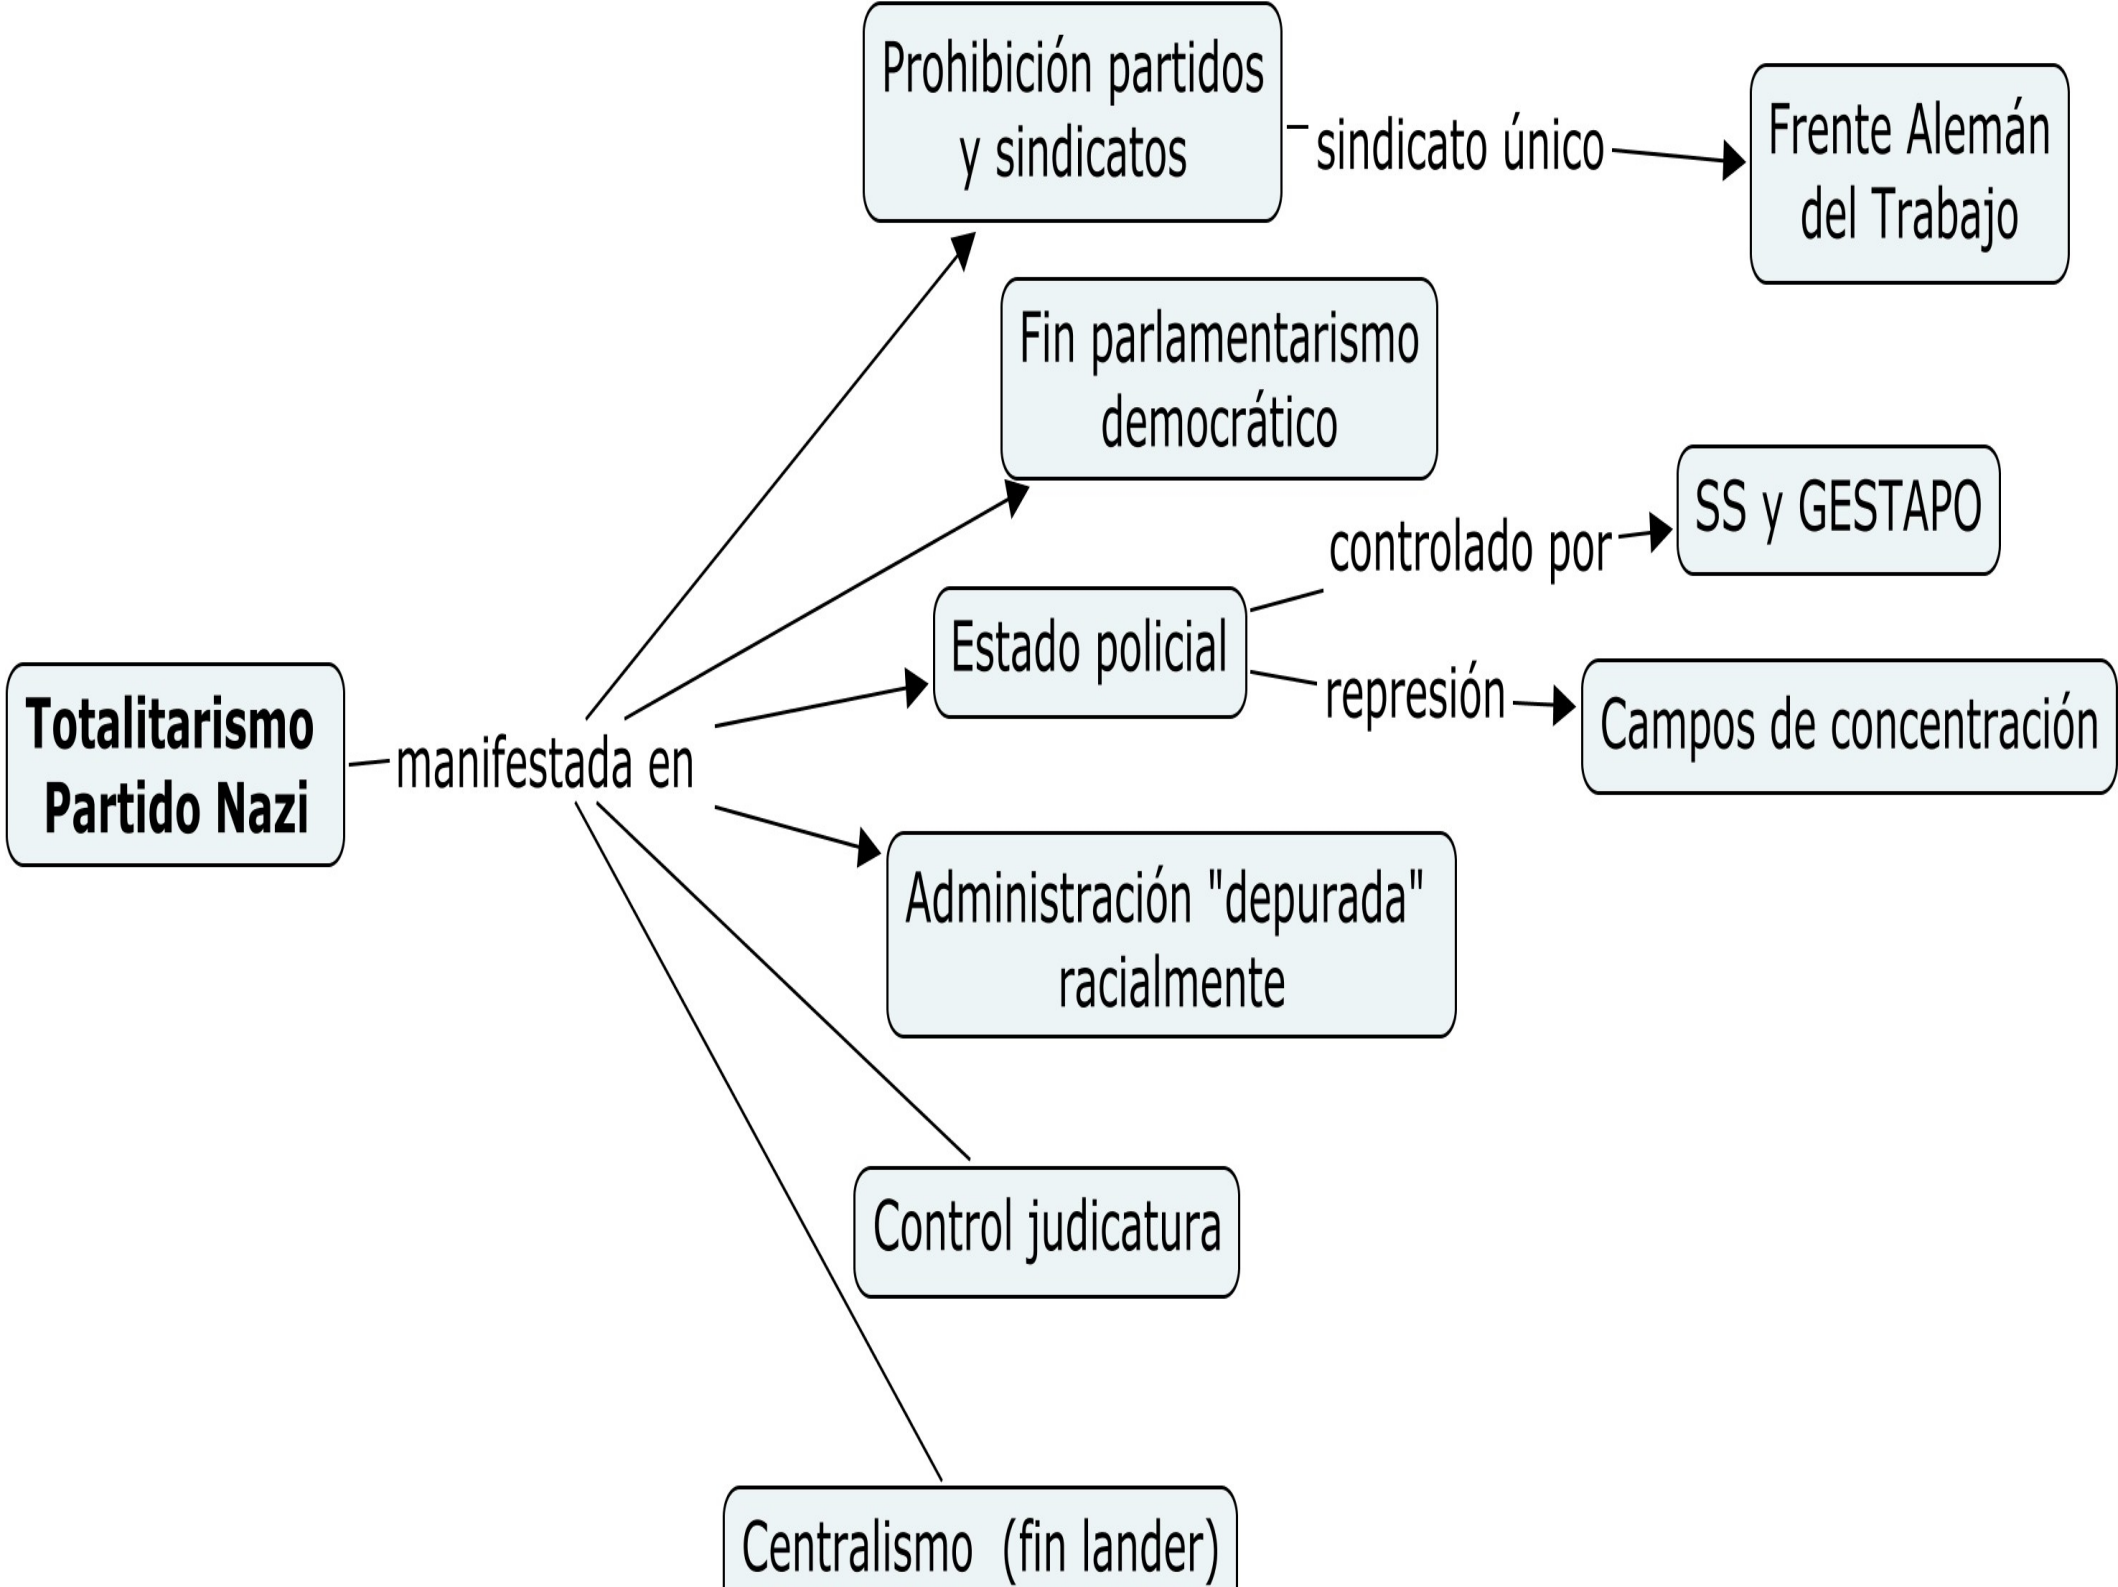 Prohibición partidos
y sindicatos
sindicato único
Frente Alemán
del Trabajo
Fin parlamentarismo
democrático
controlado por
SS y GESTAPO
Estado policial
represión
Campos de concentración
Totalitarismo
Partido Nazi
manifestada en
Administración "depurada"
racialmente
Control judicatura
Centralismo (fin lander)